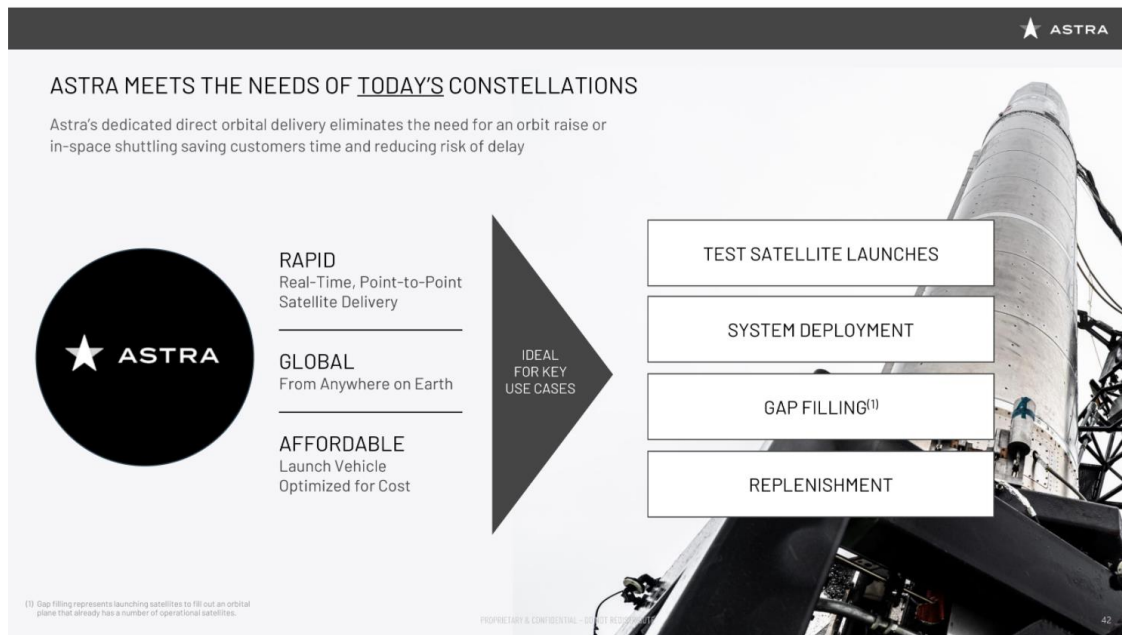 ASTRA
ASTRA MEETS THE NEEDS OF TODAY'S CONSTELLATIONS
Astra's dedicated direct orbital delivery eliminates the need for an orbit raise or
in-space shuttling saving customers time and reducing risk of delay
ASTRA
RAPID
Real-Time, Point-to-Point
Satellite Delivery
GLOBAL
From Anywhere on Earth
AFFORDABLE
Launch Vehicle
Optimized for Cost
IDEAL
FOR KEY
USE CASES
TEST SATELLITE LAUNCHES
SYSTEM DEPLOYMENT
GAP FILLING(1)
REPLENISHMENT
4
(1) Gap filling represents launching satellites to fill out an orbital
plane that already has a number of operational satellites.
PROPRIETARY & CONFIDENTIAL – DO NOT
42